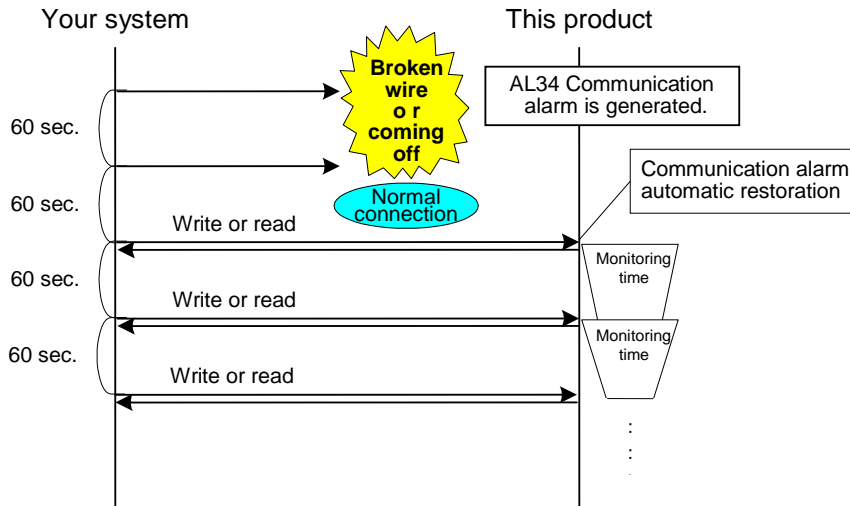 Your system
This product
Broken
wire
o r
coming
off
AL34 Communication
alarm is generated.
60 sec.
Communication alarm
automatic restoration
60 sec.
Normal
connection
Write or read
Monitoring
time
60 sec.
Write or read
Monitoring
time
60 sec.
Write or read
:
:
.